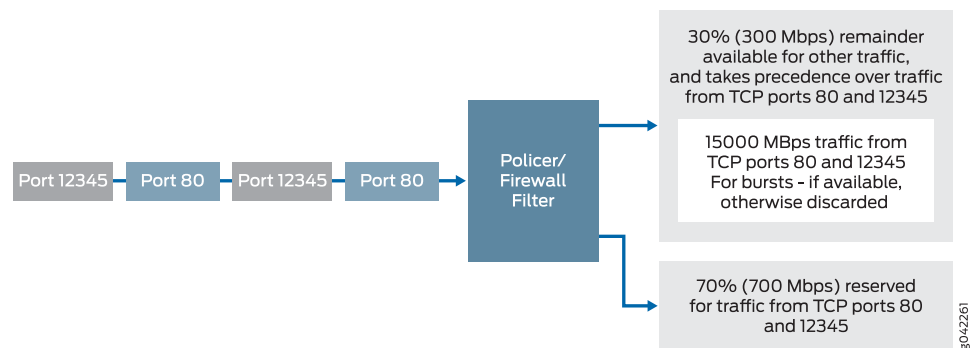 Port 12345
Port 80
Port 12345
Port 80
Policer/
Firewall
Filter
30% (300 Mbps) remainder
available for other traffic,
and takes precedence over traffic
from TCP ports 80 and 12345
15000 MBps traffic from
TCP ports 80 and 12345
For bursts - if available,
otherwise discarded
70% (700 Mbps) reserved
for traffic from TCP ports 80
and 12345
g042261